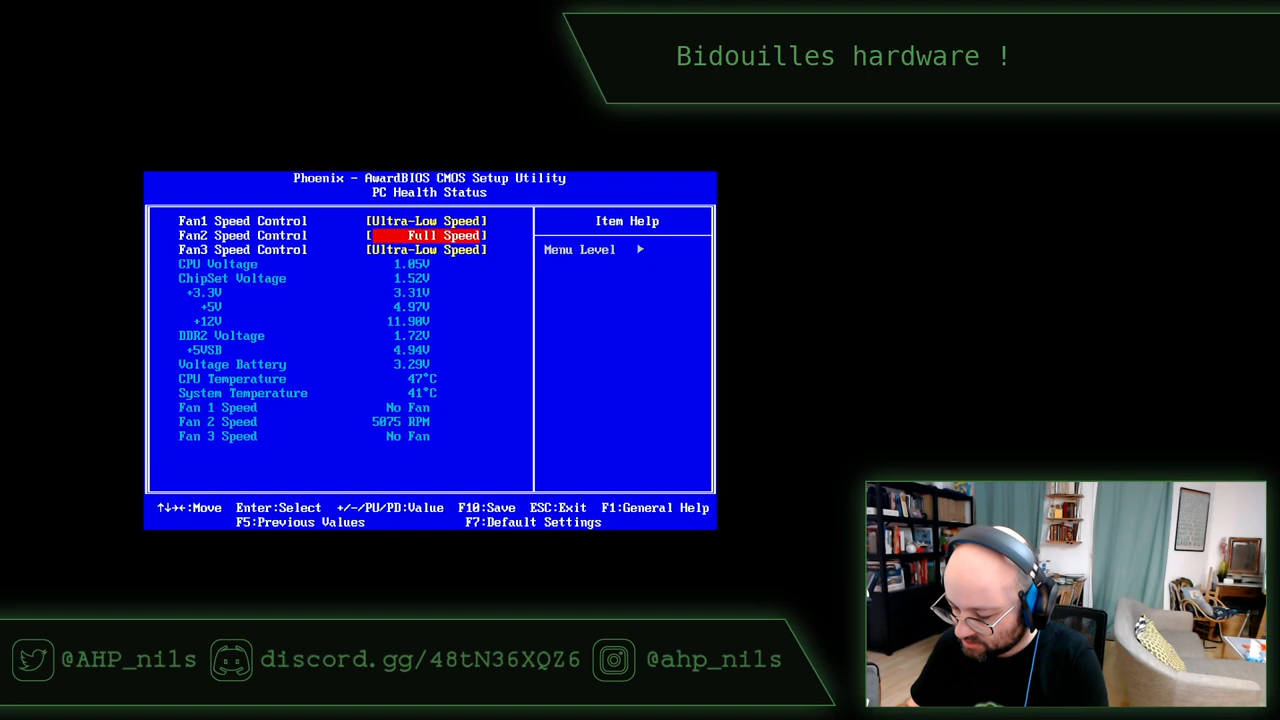 Bidouilles hardware !
Phoenix - AwardBIOS CMOS Setup Utility
PC Health Status
Fan1 Speed Control [Ultra-Low Speed]
Fan2 Speed Control [ Full Speed]
Fan3 Speed Control [Ultra-Low Speed]
CPU Voltage 1.05V
ChipSet Voltage 1.52V
+3.3V 3.31V
+5V 4.97V
+12V 11.90V
DDR2 Voltage 1.72V
+5VSB 4.94V
Voltage Battery 3.29V
CPU Temperature 47°C
System Temperature 41°C
Fan 1 Speed No Fan
Fan 2 Speed 5075 RPM
Fan 3 Speed No Fan
Item Help
Menu Level ►
↑↓→←:Move Enter:Select +/-/PU/PD:Value F10:Save ESC:Exit F1:General Help
F5:Previous Values F7:Default Settings
@AHP_nils discord.gg/48tN36XQZ6 @ahp_nils